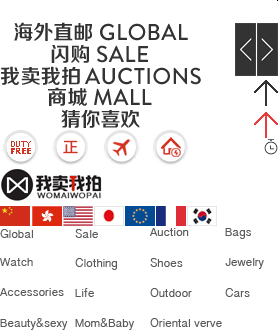 海外直邮 GLOBAL
闪购 SALE
我卖我拍 AUCTIONS
商城 MALL
猜你喜欢
DUTY FREE
正
我卖我拍
WOMAIWOPAI
Global Sale Auction Bags
Watch Clothing Shoes Jewelry
Accessories Life Outdoor Cars
Beauty&sexy Mom&Baby Oriental verve